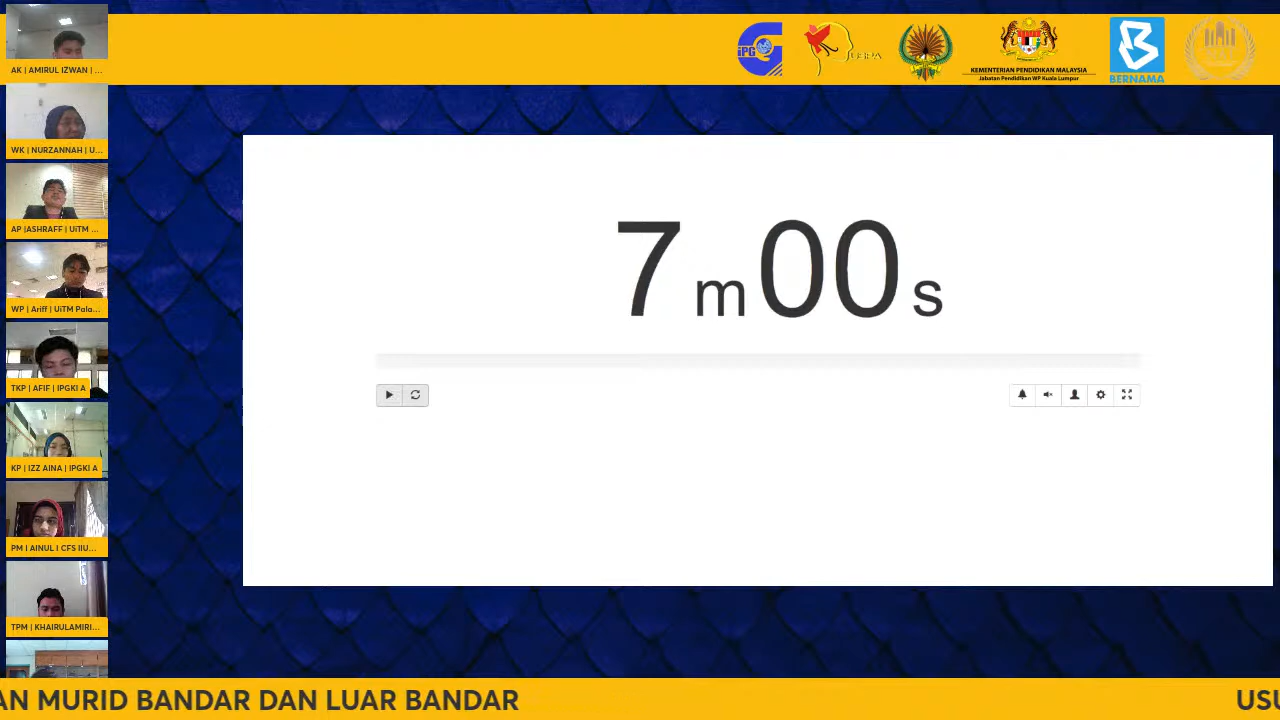 AK | AMIRUL IZWAN | ...
WK | NURZANNAH | U...
AP |ASHRAFF | UiTM ...
WP | Ariff | UiTM Pala...
TKP | AFIF | IPGKI A
KP | IZZ AINA | IPGKI A
PM I AINUL I CFS IIU...
TPM | KHAIRULAMIRI...
iPG
KEMENTERIAN PENDIDIKAN MALAYSIA
Jabatan Pendidikan WP Kuala Lumpur
BERNAMA
7 m 00 s
AN MURID BANDAR DAN LUAR BANDAR
USU